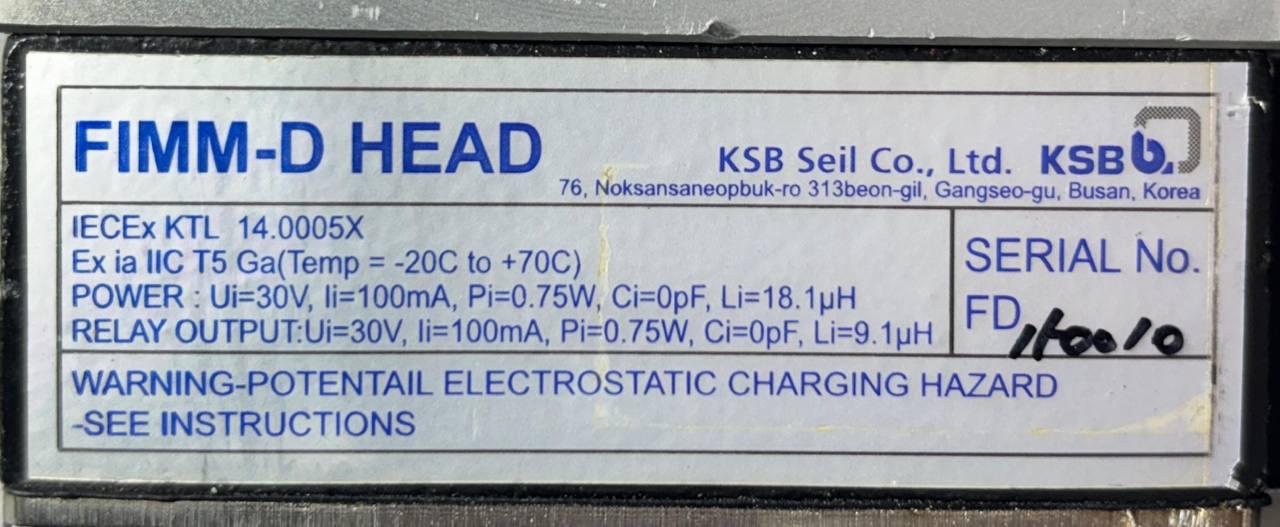 FIMM-D HEAD
KSB Seil Co., Ltd. KSB b.
76, Noksansaneopbuk-ro 313beon-gil, Gangseo-gu, Busan, Korea
IECEx KTL 14.0005X
Ex ia IIC T5 Ga(Temp = -20C to +70C)
POWER : Ui=30V, Ii=100mA, Pi=0.75W, Ci=0pF, Li=18.1µH
RELAY OUTPUT:Ui=30V, Ii=100mA, Pi=0.75W, Ci=0pF, Li=9.1µH
SERIAL No.
FD
WARNING-POTENTAIL ELECTROSTATIC CHARGING HAZARD
-SEE INSTRUCTIONS